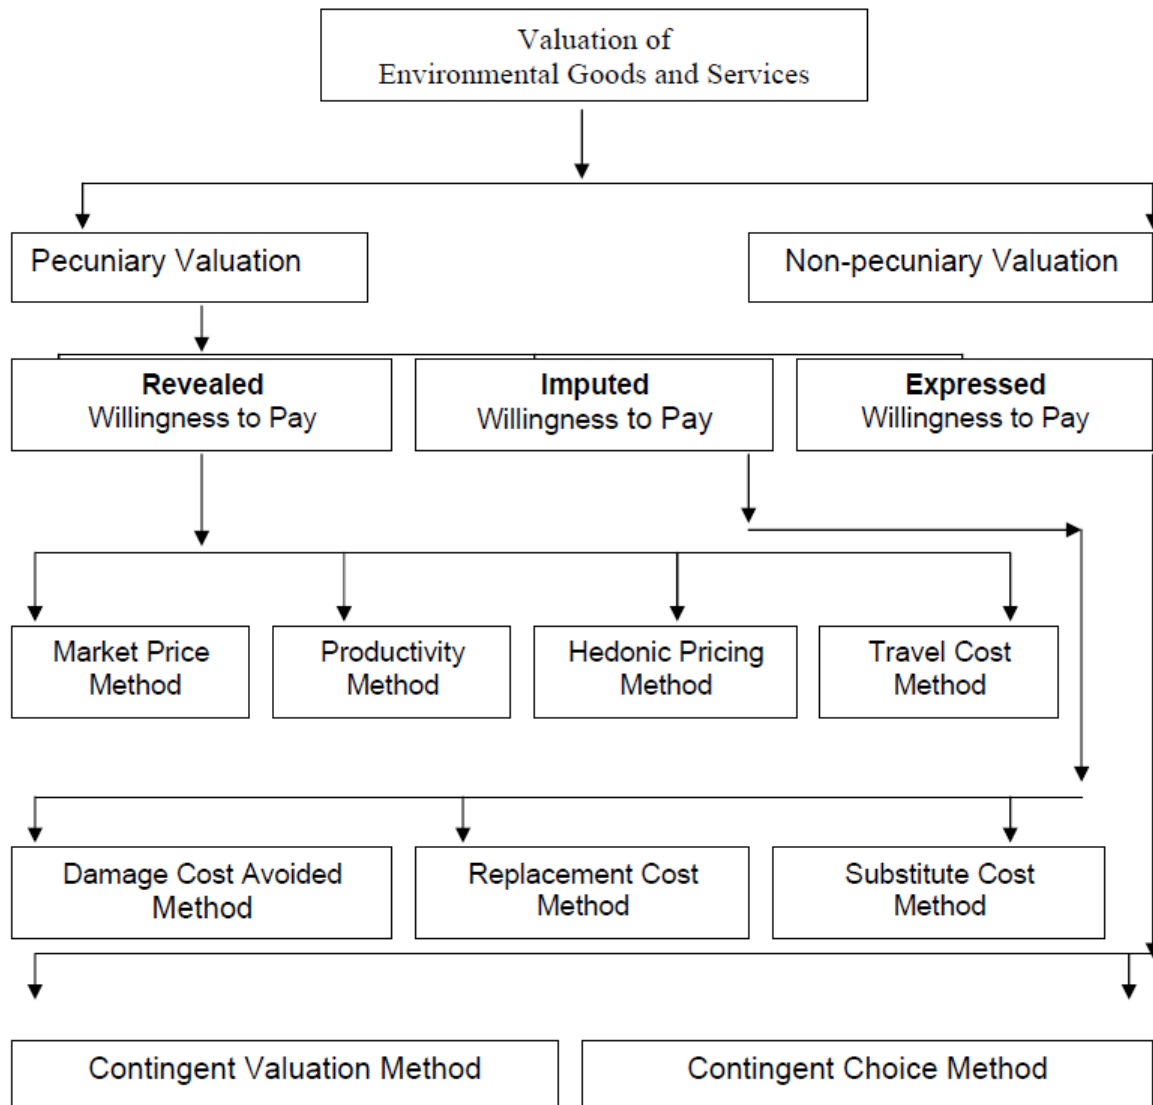 Valuation of
Environmental Goods and Services
Pecuniary Valuation
Non-pecuniary Valuation
Revealed
Willingness to Pay
Imputed
Willingness to Pay
Expressed
Willingness to Pay
Market Price
Method
Productivity
Method
Hedonic Pricing
Method
Travel Cost
Method
Damage Cost Avoided
Method
Replacement Cost
Method
Substitute Cost
Method
Contingent Valuation Method
Contingent Choice Method